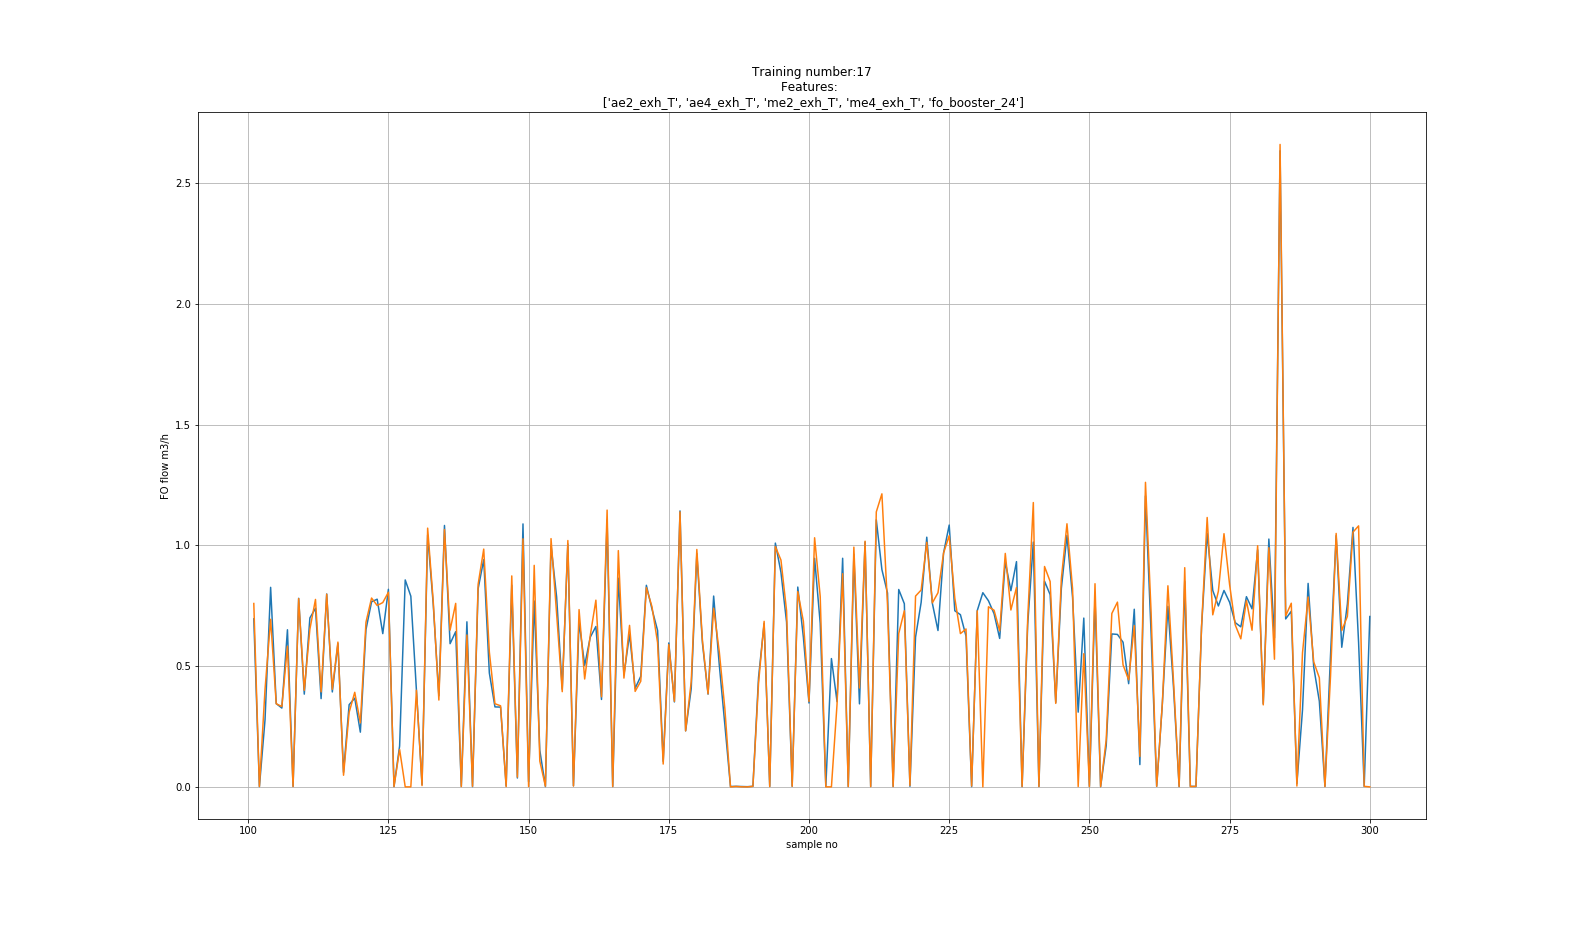 Training number:17
Features:
['ae2_exh_T', 'ae4_exh_T', 'me2_exh_T', 'me4_exh_T', 'fo_booster_24']
2.5
2.0
1.5
1.0
0.5
0.0
FO flow m3/h
100 125 150 175 200 225 250 275 300
sample no